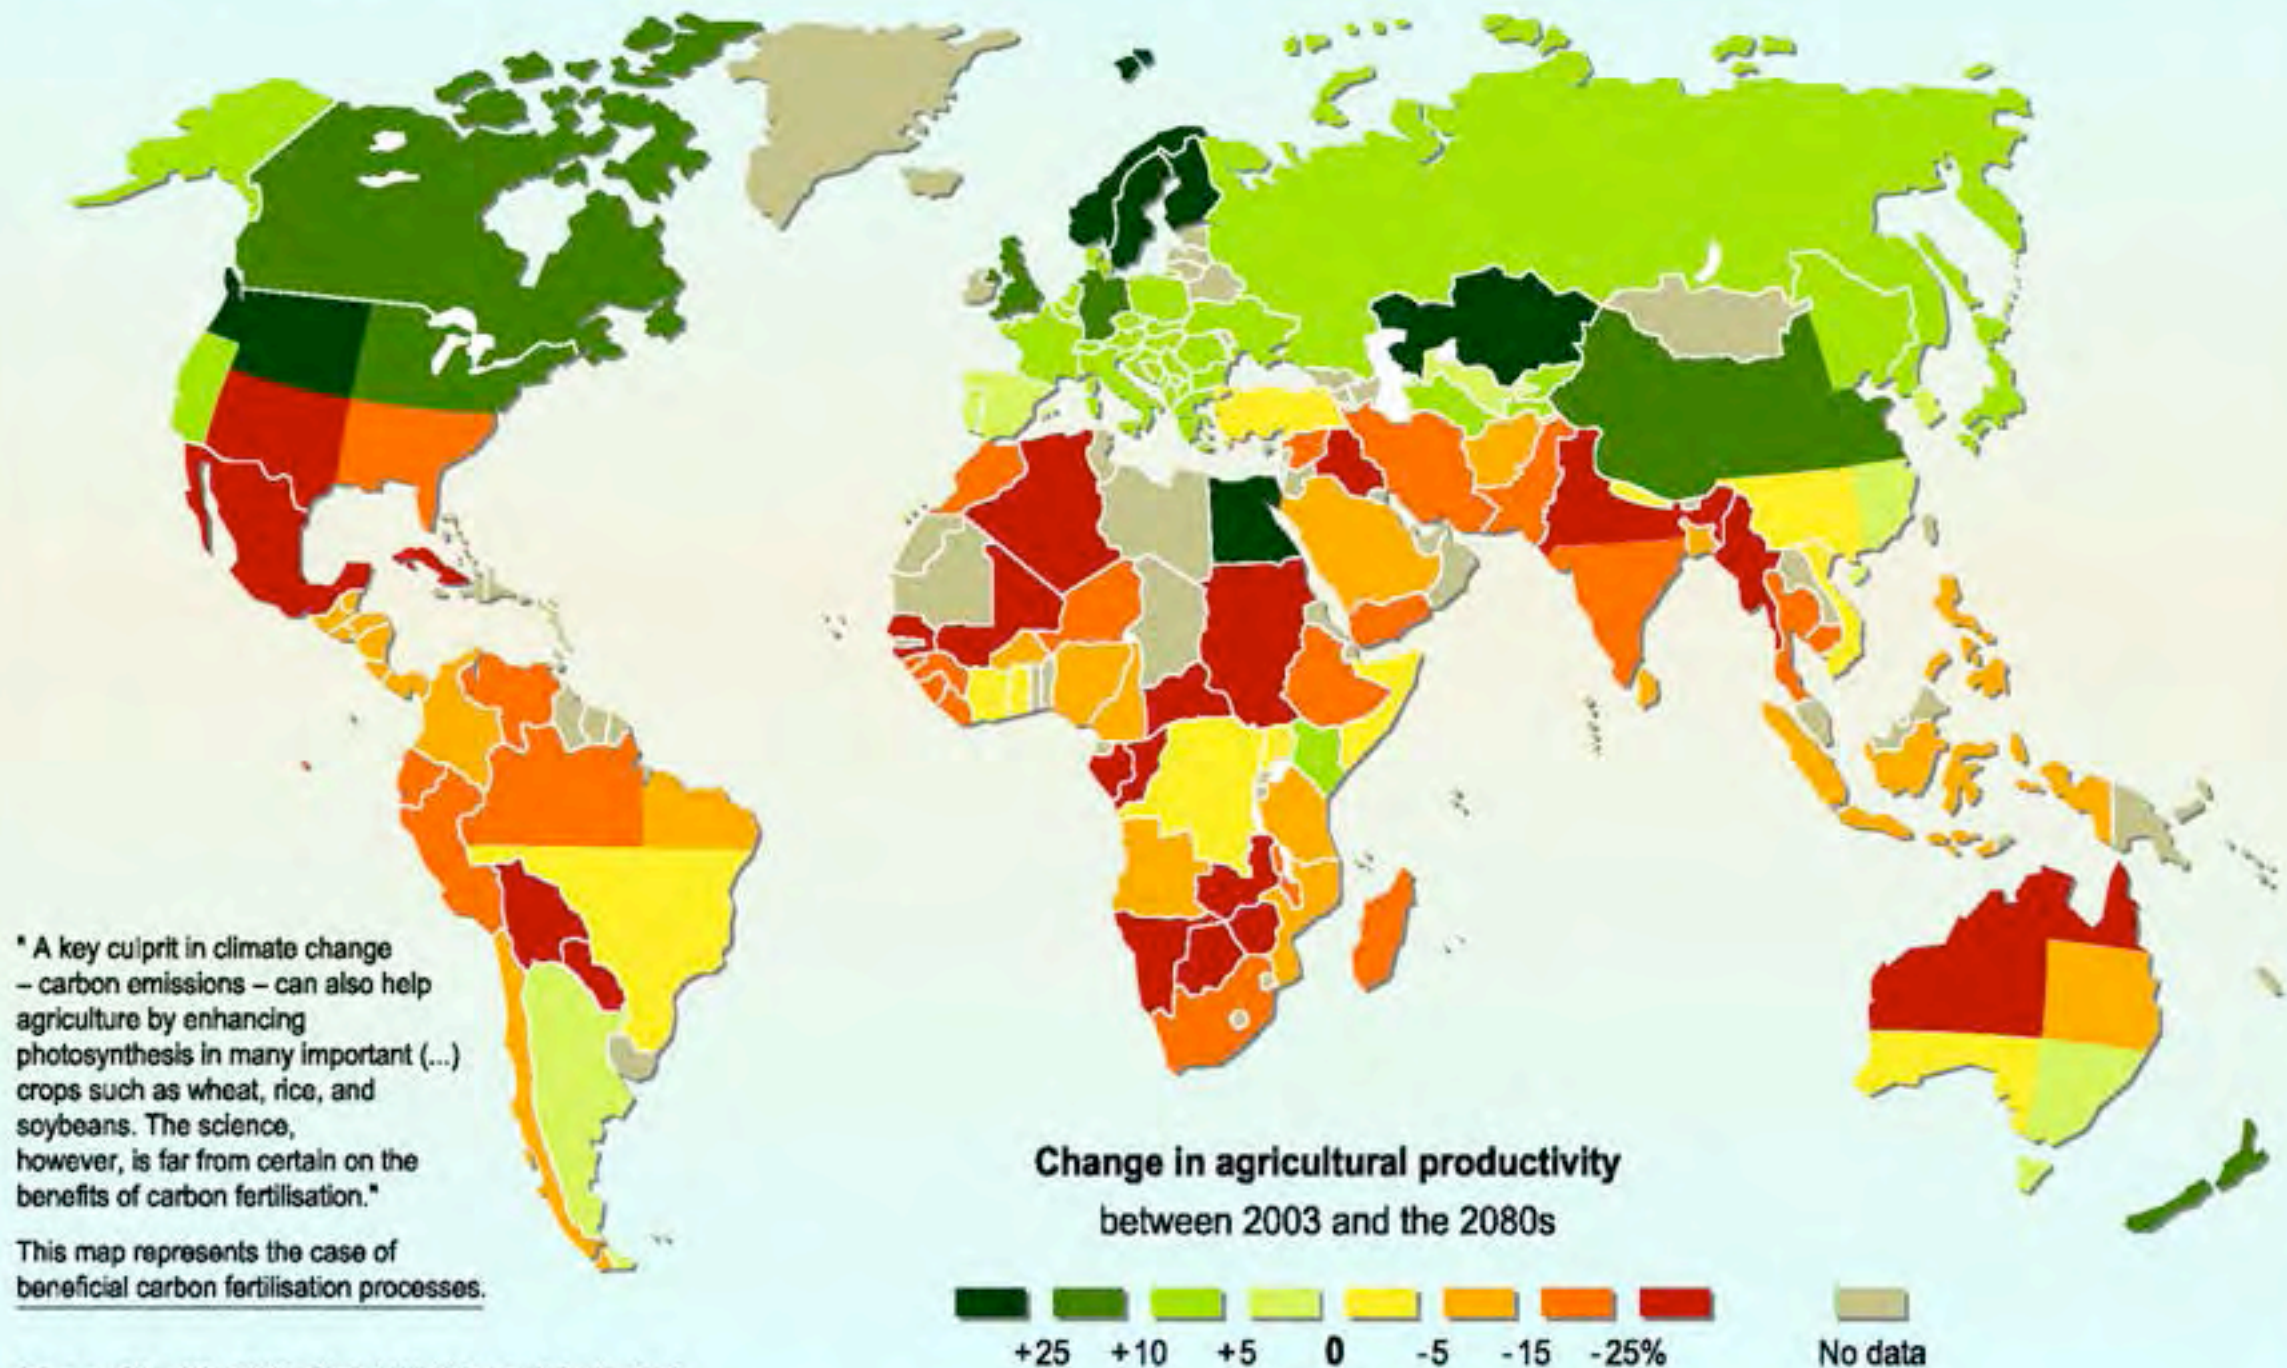 " A key culprit in climate change
– carbon emissions – can also help
agriculture by enhancing
photosynthesis in many important (...)
crops such as wheat, rice, and
soybeans. The science,
however, is far from certain on the
benefits of carbon fertilisation."
This map represents the case of
beneficial carbon fertilisation processes.
Change in agricultural productivity
between 2003 and the 2080s
+25 +10 +5 0 -5 -15 -25%
No data